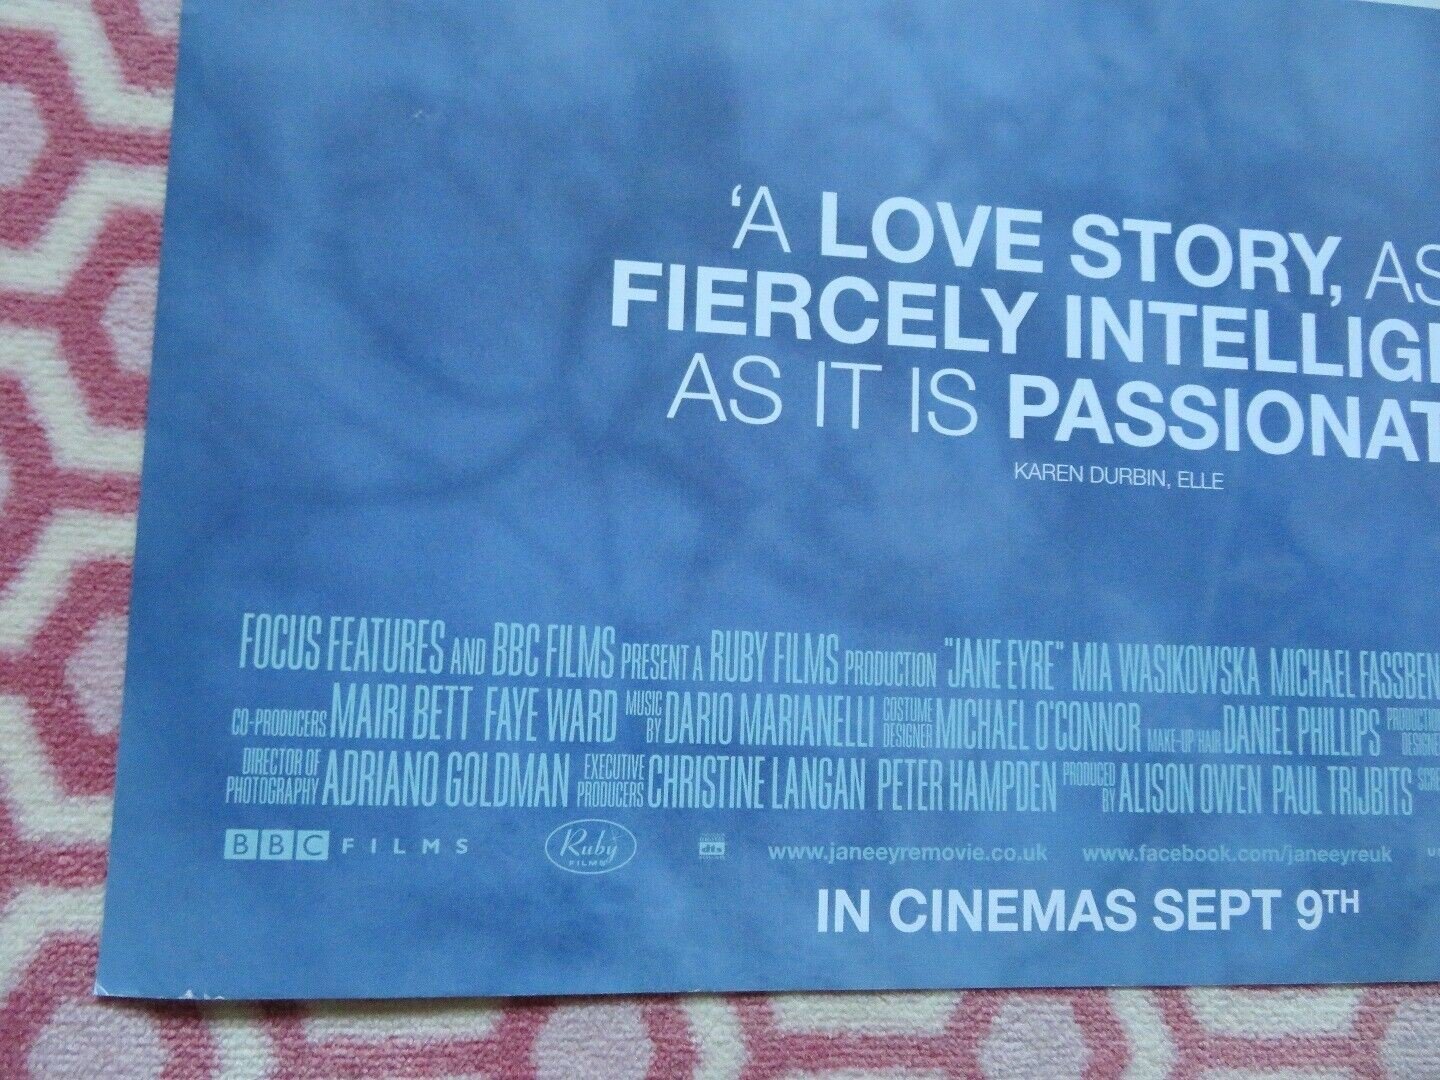 ‘A LOVE STORY, AS
FIERCELY INTELLIG
AS IT IS PASSIONAT
KAREN DURBIN, ELLE
FOCUS FEATURES AND BBC FILMS PRESENT A RUBY FILMS PRODUCTION "JANE EYRE" MIA WASIKOWSKA MICHAEL FASSBEN
CO-PRODUCERS MAIRI BETT FAYE WARD MUSIC BY DARIO MARIANELLI COSTUME DESIGNER MICHAEL O'CONNOR MAKE-UP HAIR DANIEL PHILLIPS PRODUCTION DESIGNE
DIRECTOR OF PHOTOGRAPHY ADRIANO GOLDMAN EXECUTIVE PRODUCERS CHRISTINE LANGAN PETER HAMPDEN PRODUCED BY ALISON OWEN PAUL TRIJBITS
BBC FILMS Ruby FILMS dts www.janeeyremovie.co.uk www.facebook.com/janeeyreuk
IN CINEMAS SEPT 9TH